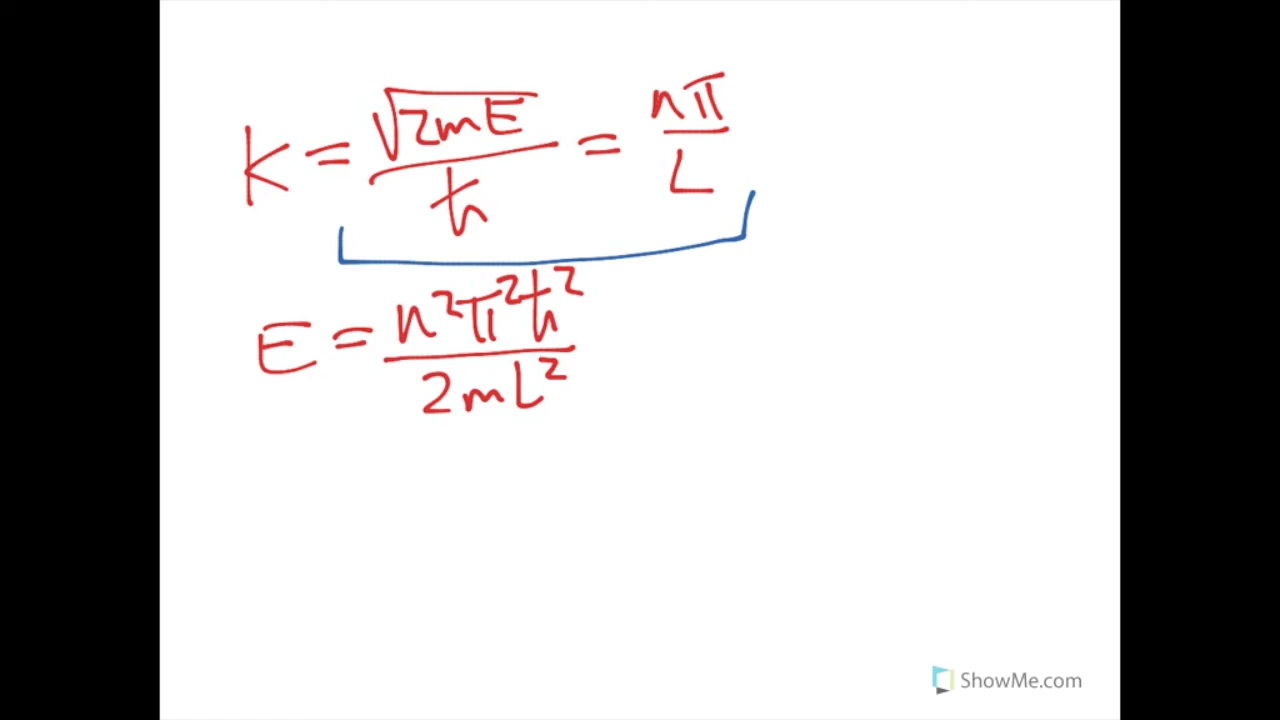 K = √2mE / ħ = nπ / L
E = n²π²ħ² / 2mL²
ShowMe.com